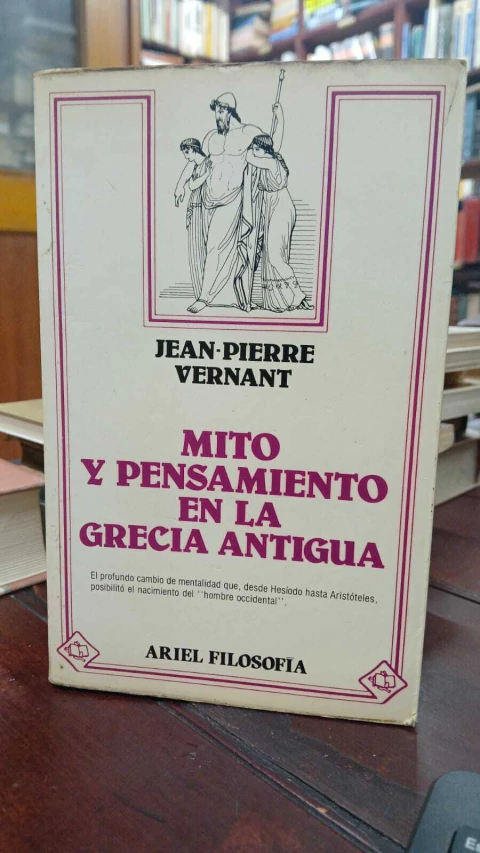 JEAN-PIERRE
VERNANT
MITO
Y PENSAMIENTO
EN LA
GRECIA ANTIGUA
El profundo cambio de mentalidad que, desde Hesíodo hasta Aristóteles,
posibilitó el nacimiento del "hombre occidental".
ARIEL FILOSOFÍA